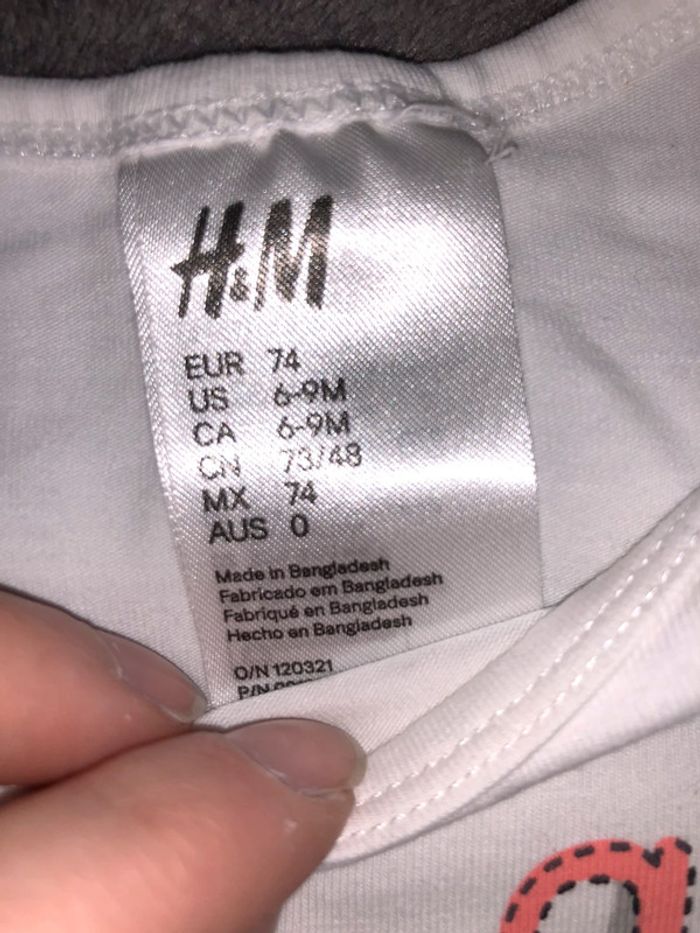 H&M
EUR 74
US 6-9M
CA 6-9M
CN 73/48
MX 74
AUS 0
Made in Bangladesh
Fabricado em Bangladesh
Fabriqué en Bangladesh
Hecho en Bangladesh
O/N 120321
P/N
a